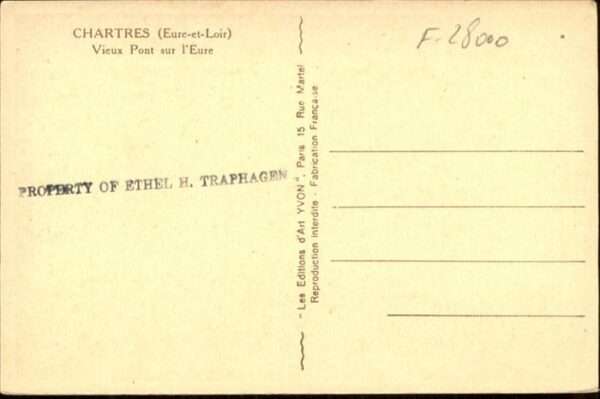 CHARTRES (Eure-et-Loir)
Vieux Pont sur l'Eure
F-28000
PROPERTY OF ETHEL H. TRAPHAGEN
- Les Editions d'Art YVON", Paris 15 Rue Martel -
Reproduction Interdite - Fabrication Française